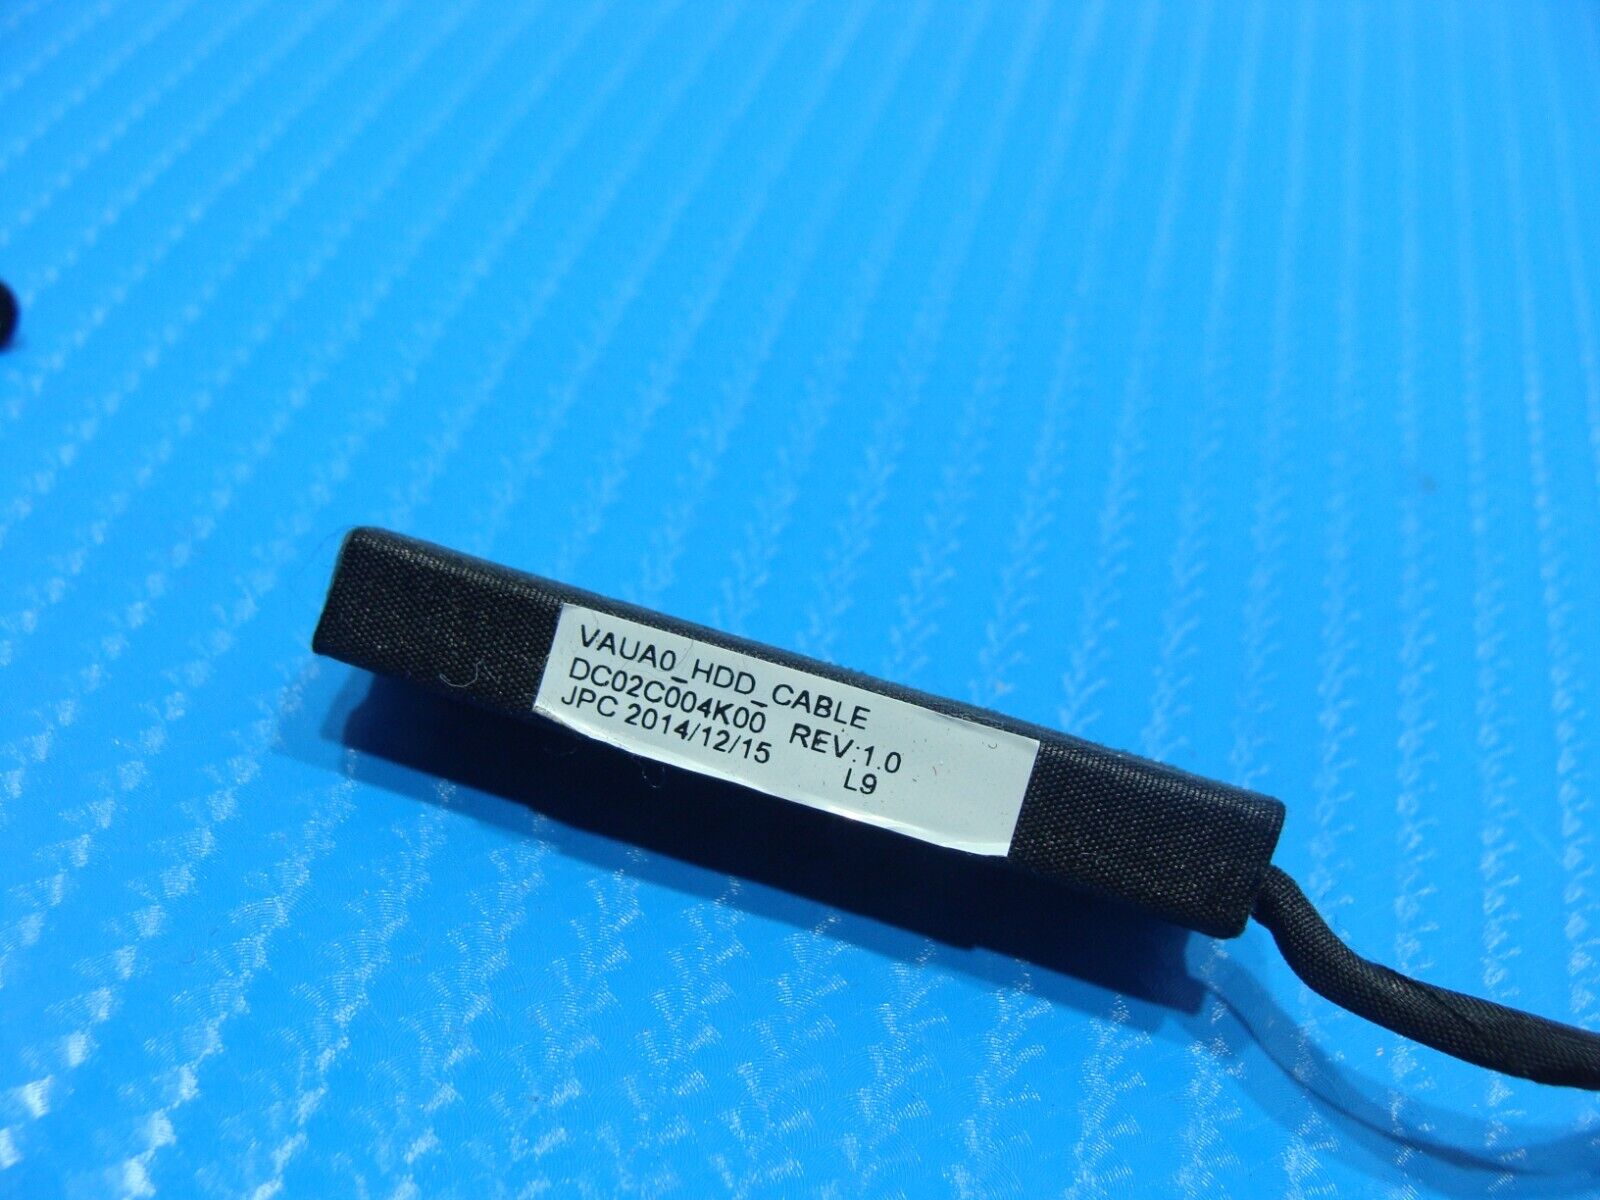 VAUA0_HDD_CABLE
DC02C004K00 REV:1.0
JPC 2014/12/15 L9